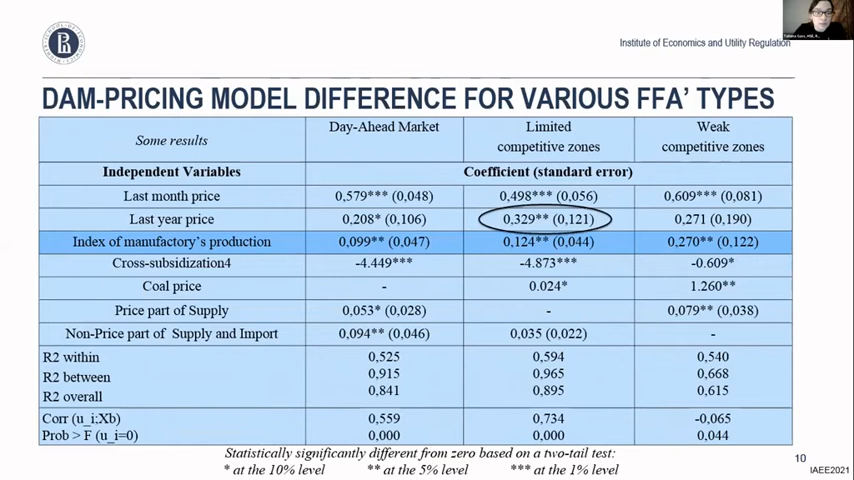 Institute of Economics and Utility Regulation
DAM-PRICING MODEL DIFFERENCE FOR VARIOUS FFA' TYPES
Some results Day-Ahead Market Limited competitive zones Weak competitive zones
Independent Variables Coefficient (standard error)
Last month price 0,579*** (0,048) 0,498*** (0,056) 0,609*** (0,081)
Last year price 0,208* (0,106) 0,329** (0,121) 0,271 (0,190)
Index of manufactory's production 0,099** (0,047) 0,124** (0,044) 0,270** (0,122)
Cross-subsidization4 -4.449*** -4.873*** -0.609*
Coal price - 0.024* 1.260**
Price part of Supply 0,053* (0,028) - 0,079** (0,038)
Non-Price part of Supply and Import 0,094** (0,046) 0,035 (0,022) -
R2 within 0,525 0,594 0,540
R2 between 0,915 0,965 0,668
R2 overall 0,841 0,895 0,615
Corr (u_i;Xb) 0,559 0,734 -0,065
Prob > F (u_i=0) 0,000 0,000 0,044
Statistically significantly different from zero based on a two-tail test:
* at the 10% level ** at the 5% level *** at the 1% level
10
IAEE2021